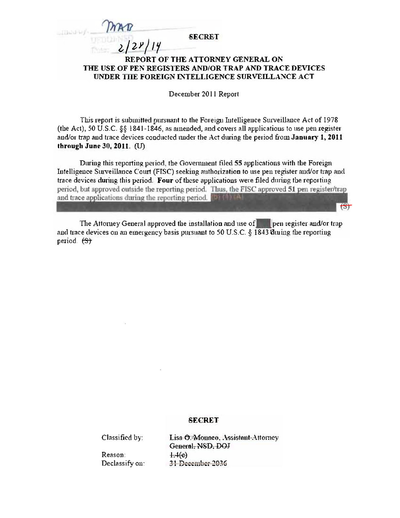 MAB
2/28/14
SECRET
REPORT OF THE ATTORNEY GENERAL ON
THE USE OF PEN REGISTERS AND/OR TRAP AND TRACE DEVICES
UNDER THE FOREIGN INTELLIGENCE SURVEILLANCE ACT
December 2011 Report
This report is submitted pursuant to the Foreign Intelligence Surveillance Act of 1978
(the Act), 50 U.S.C. §§ 1841-1846, as amended, and covers all applications to use pen register
and/or trap and trace devices conducted under the Act during the period from January 1, 2011
through June 30, 2011. (U)
During this reporting period, the Government filed 55 applications with the Foreign
Intelligence Surveillance Court (FISC) seeking authorization to use pen register and/or trap and
trace devices during this period. Four of these applications were filed during the reporting
period, but approved outside the reporting period. Thus, the FISC approved 51 pen register/trap
and trace applications during the reporting period.
(S)
The Attorney General approved the installation and use of pen register and/or trap
and trace devices on an emergency basis pursuant to 50 U.S.C. § 1843 during the reporting
period. (S)
SECRET
Classified by: Lisa O. Monaco, Assistant Attorney
General, NSD, DOJ
Reason: 1.4(c)
Declassify on: 31 December 2036